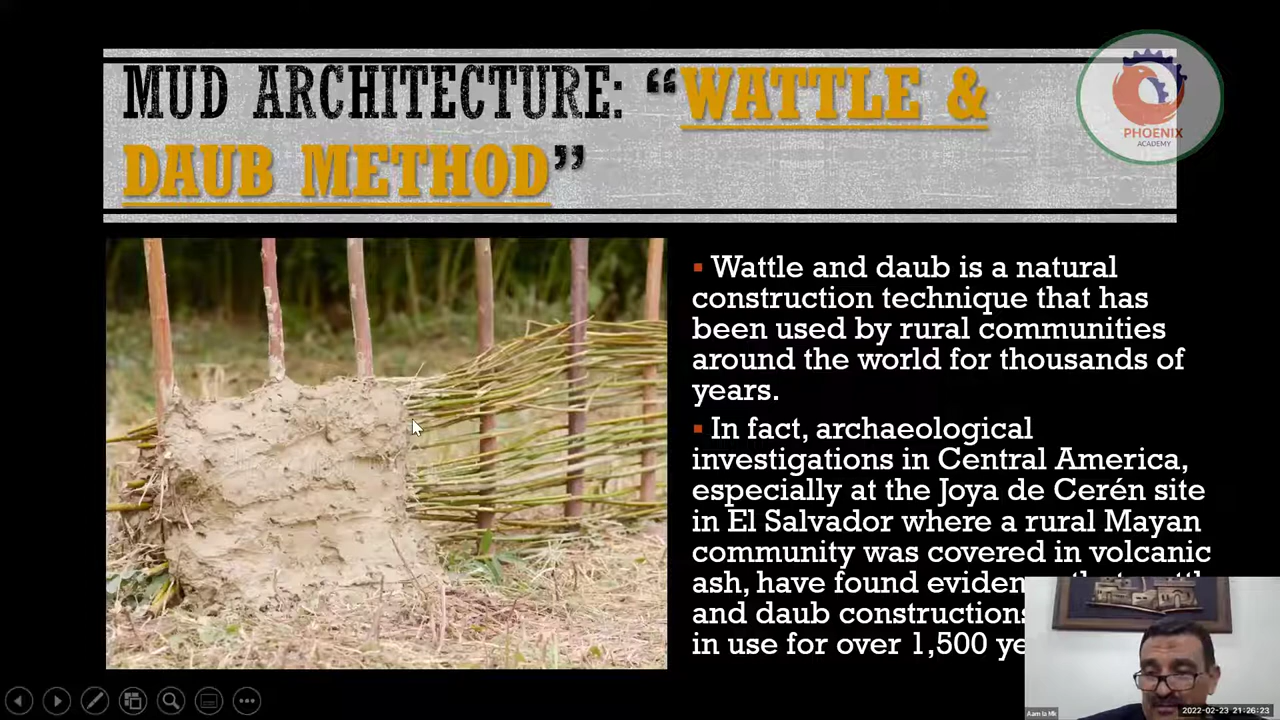 MUD ARCHITECTURE: “WATTLE &
DAUB METHOD”
PHOENIX
ACADEMY
▪ Wattle and daub is a natural
construction technique that has
been used by rural communities
around the world for thousands of
years.
▪ In fact, archaeological
investigations in Central America,
especially at the Joya de Cerén site
in El Salvador where a rural Mayan
community was covered in volcanic
ash, have found
and daub constructions
in use for over 1,500
2022-02-23 21:26:23